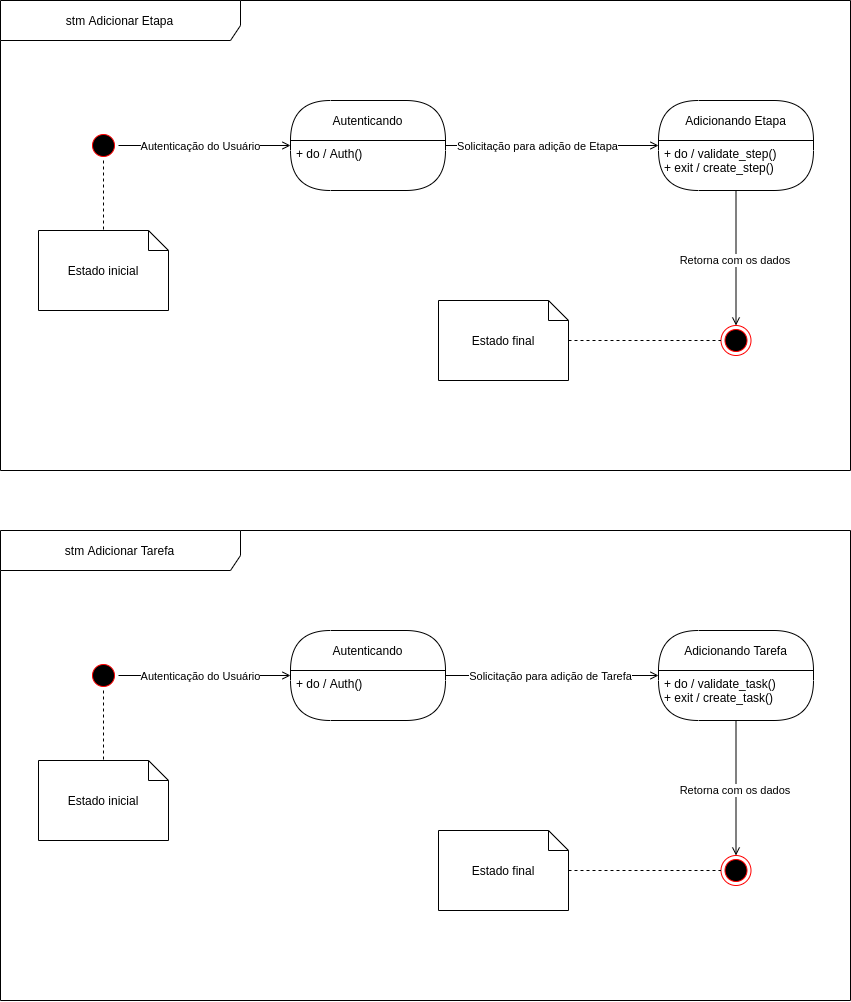 stm Adicionar Etapa
Autenticando
Adicionando Etapa
Autenticação do Usuário
+ do / Auth()
Solicitação para adição de Etapa
+ do / validate_step()
+ exit / create_step()
Estado inicial
Retorna com os dados
Estado final
stm Adicionar Tarefa
Autenticando
Adicionando Tarefa
Autenticação do Usuário
+ do / Auth()
Solicitação para adição de Tarefa
+ do / validate_task()
+ exit / create_task()
Estado inicial
Retorna com os dados
Estado final